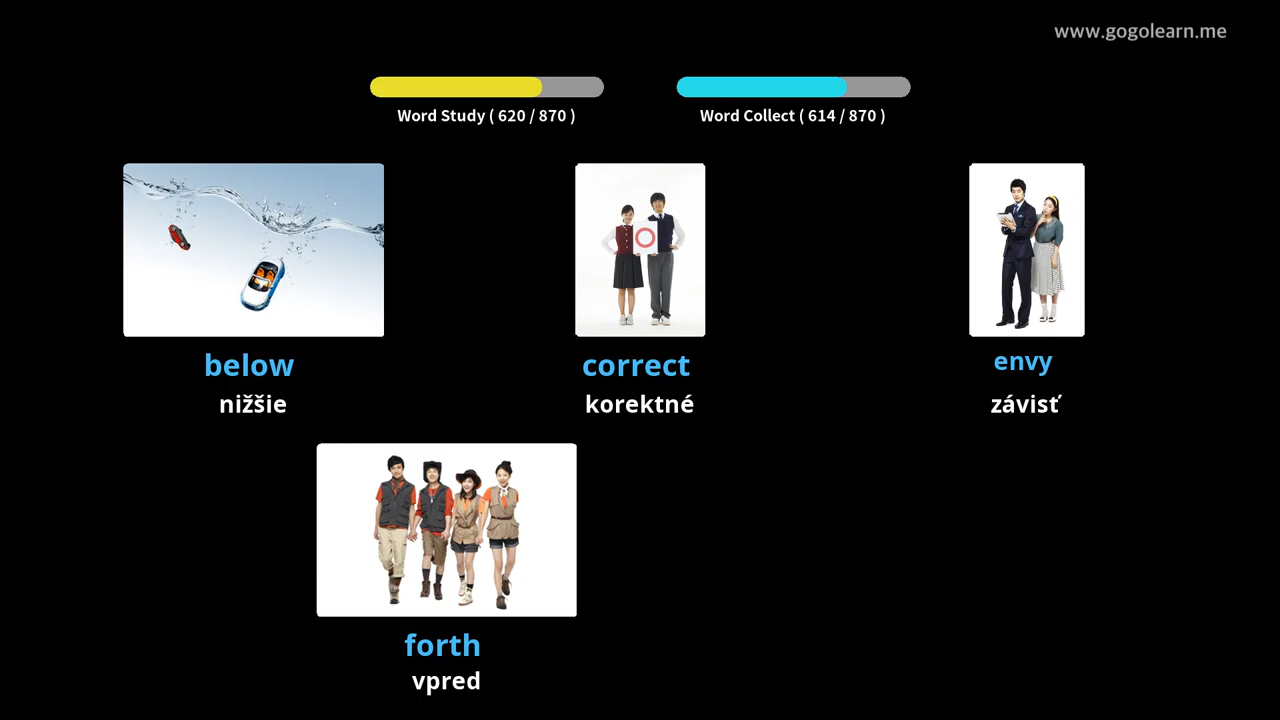 www.gogolearn.me
Word Study ( 620 / 870 )
Word Collect ( 614 / 870 )
below
nižšie
correct
korektné
envy
závisť
forth
vpred